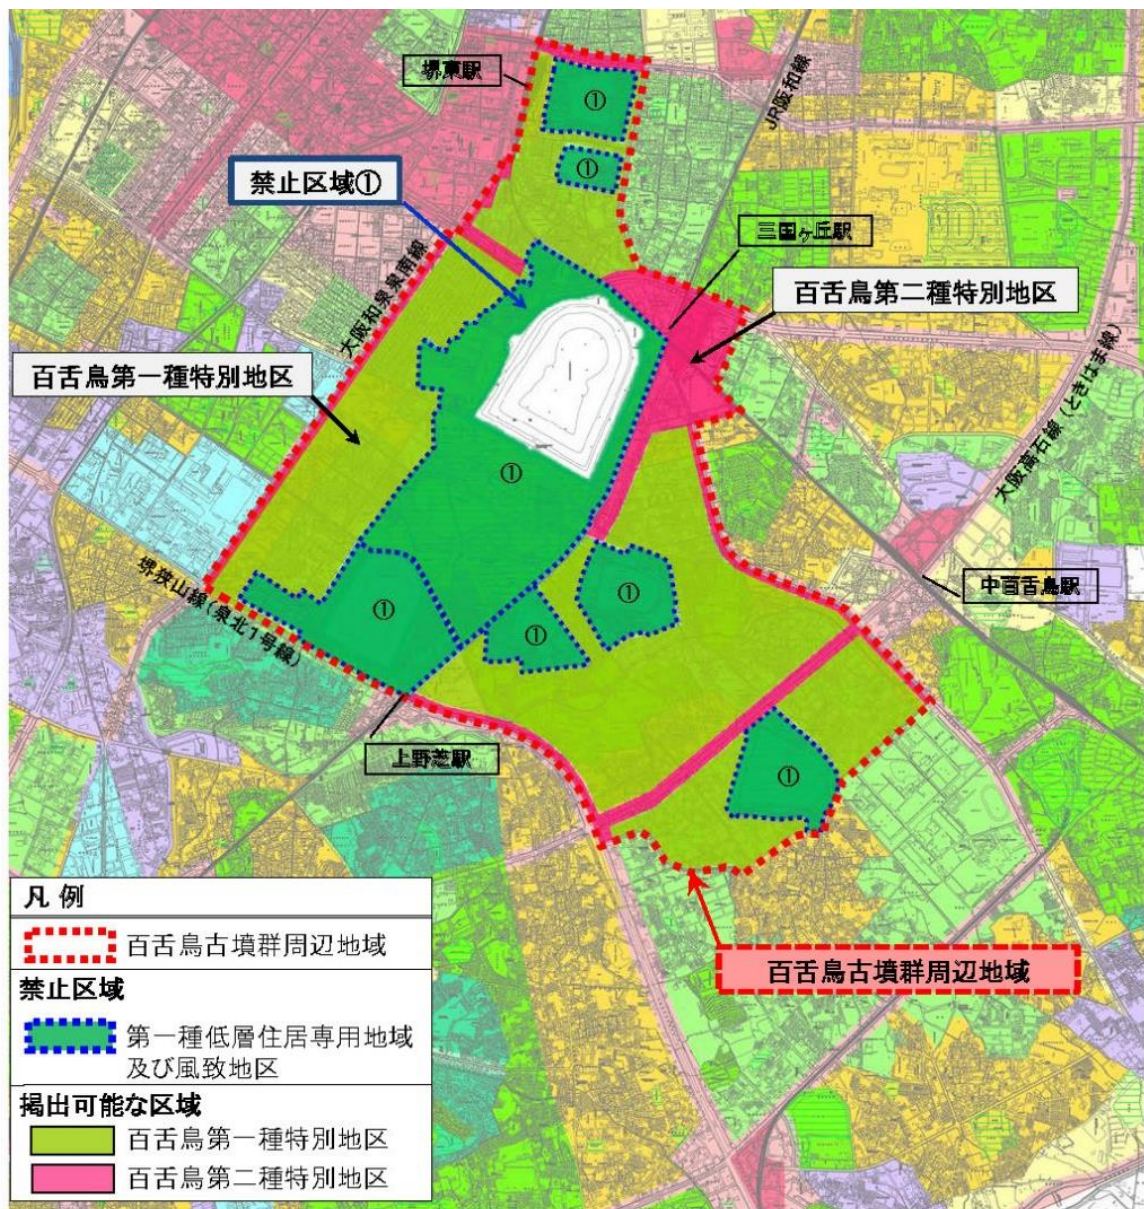 堺東駅
①
JR阪和線
①
禁止区域①
三国ヶ丘駅
百舌鳥第二種特別地区
大阪和泉泉南線
百舌鳥第一種特別地区
大阪高石線（ときはま線）
①
堺狭山線（泉北1号線）
中百舌鳥駅
①
①
①
上野芝駅
①
百舌鳥古墳群周辺地域
凡 例
百舌鳥古墳群周辺地域
禁止区域
第一種低層住居専用地域
及び風致地区
掲出可能な区域
百舌鳥第一種特別地区
百舌鳥第二種特別地区